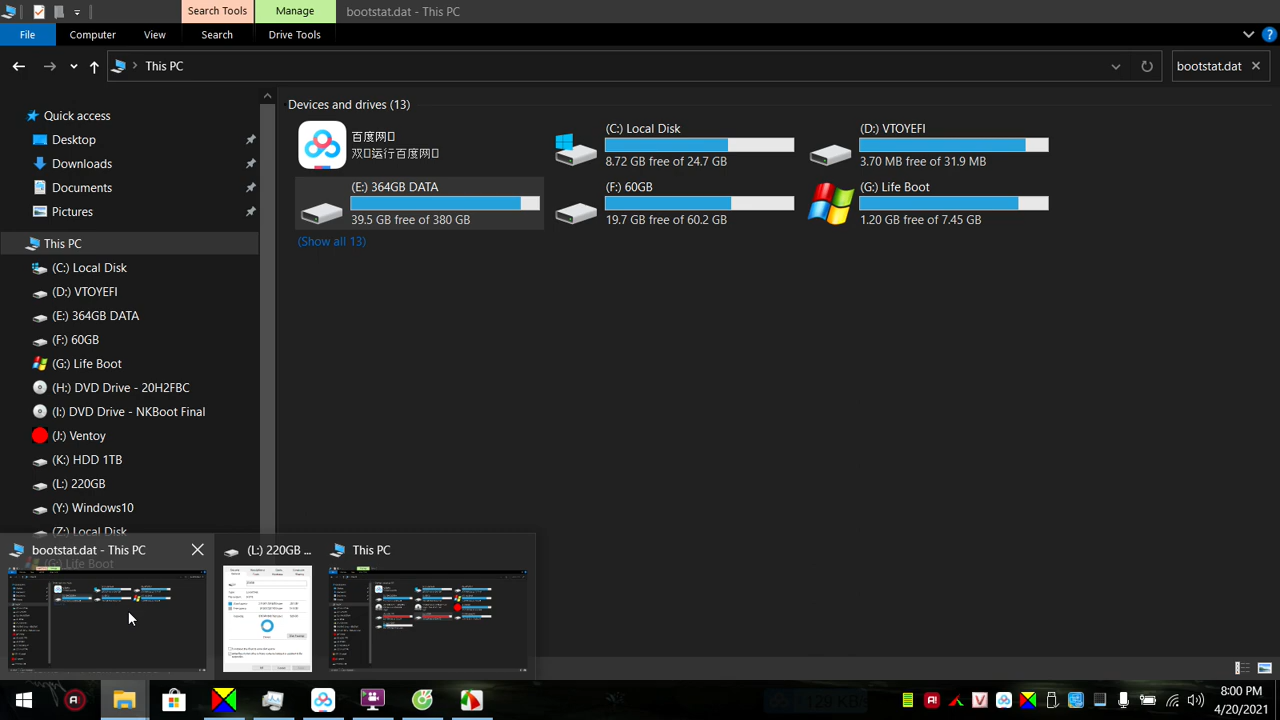 Search Tools
Manage
bootstat.dat - This PC
File
Computer
View
Search
Drive Tools
This PC
bootstat.dat
Quick access
Desktop
Downloads
Documents
Pictures
This PC
(C:) Local Disk
(D:) VTOYEFI
(E:) 364GB DATA
(F:) 60GB
(G:) Life Boot
(H:) DVD Drive - 20H2FBC
(I:) DVD Drive - NKBoot Final
(J:) Ventoy
(K:) HDD 1TB
(L:) 220GB
(Y:) Windows10
(Z:) Local Disk
(G:) Life Boot
Devices and drives (13)
百度网
双 运行百度网
(C:) Local Disk
8.72 GB free of 24.7 GB
(D:) VTOYEFI
3.70 MB free of 31.9 MB
(E:) 364GB DATA
39.5 GB free of 380 GB
(F:) 60GB
19.7 GB free of 60.2 GB
(G:) Life Boot
1.20 GB free of 7.45 GB
(Show all 13)
bootstat.dat - This PC
(L:) 220GB ...
This PC
129 KB
8:00 PM
4/20/2021